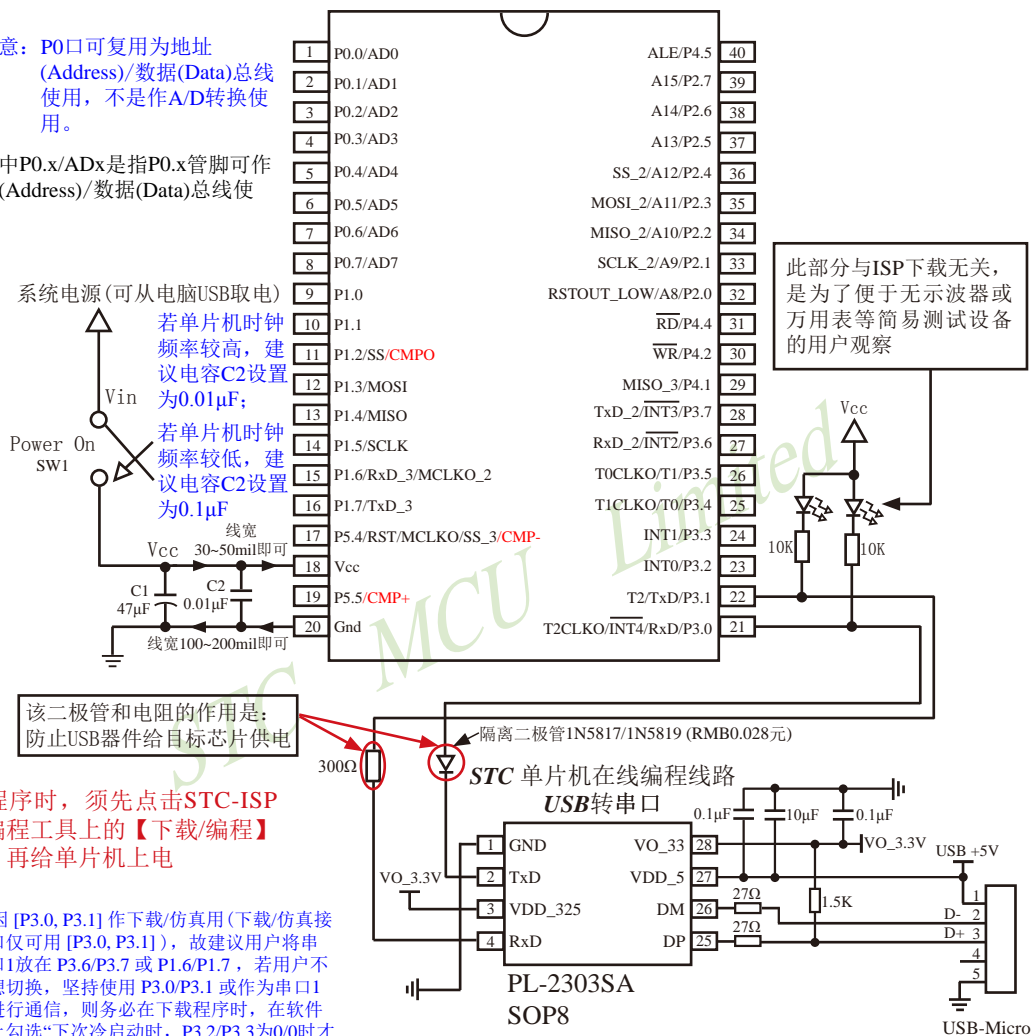 意：P0口可复用为地址
(Address)/数据(Data)总线
使用，不是作A/D转换使
用。
中P0.x/ADx是指P0.x管脚可作
(Address)/数据(Data)总线使
1 P0.0/AD0
2 P0.1/AD1
3 P0.2/AD2
4 P0.3/AD3
5 P0.4/AD4
6 P0.5/AD5
7 P0.6/AD6
8 P0.7/AD7
9 P1.0
10 P1.1
11 P1.2/SS/CMPO
12 P1.3/MOSI
13 P1.4/MISO
14 P1.5/SCLK
15 P1.6/RxD_3/MCLKO_2
16 P1.7/TxD_3
17 P5.4/RST/MCLKO/SS_3/CMP-
18 Vcc
19 P5.5/CMP+
20 Gnd
ALE/P4.5 40
A15/P2.7 39
A14/P2.6 38
A13/P2.5 37
SS_2/A12/P2.4 36
MOSI_2/A11/P2.3 35
MISO_2/A10/P2.2 34
SCLK_2/A9/P2.1 33
RSTOUT_LOW/A8/P2.0 32
RD/P4.4 31
WR/P4.2 30
MISO_3/P4.1 29
TxD_2/INT3/P3.7 28
RxD_2/INT2/P3.6 27
T0CLKO/T1/P3.5 26
T1CLKO/T0/P3.4 25
INT1/P3.3 24
INT0/P3.2 23
T2/TxD/P3.1 22
T2CLKO/INT4/RxD/P3.0 21
系统电源(可从电脑USB取电)
若单片机时钟
频率较高，建
议电容C2设置
为0.01μF；
若单片机时钟
频率较低，建
议电容C2设置
为0.1μF
Vin
Power On
SW1
线宽
Vcc 30~50mil即可
C1
47μF
C2
0.01μF
线宽100~200mil即可
此部分与ISP下载无关，
是为了便于无示波器或
万用表等简易测试设备
的用户观察
Vcc
10K
10K
STC MCU Limited
该二极管和电阻的作用是：
防止USB器件给目标芯片供电
300Ω
隔离二极管1N5817/1N5819 (RMB0.028元)
STC 单片机在线编程线路
USB转串口
程序时，须先点击STC-ISP
编程工具上的【下载/编程】
再给单片机上电
VO_3.3V
1 GND
2 TxD
3 VDD_325
4 RxD
VO_33 28
VDD_5 27
DM 26
DP 25
PL-2303SA
SOP8
0.1μF
10μF
0.1μF
VO_3.3V
USB +5V
27Ω
27Ω
1.5K
1
D- 2
D+ 3
4
5
USB-Micro
因 [P3.0, P3.1] 作下载/仿真用(下载/仿真接
口仅可用 [P3.0, P3.1] )，故建议用户将串
口1放在 P3.6/P3.7 或 P1.6/P1.7，若用户不
想切换，坚持使用 P3.0/P3.1 或作为串口1
进行通信，则务必在下载程序时，在软件
上勾选“下次冷启动时，P3.2/P3.3为0/0时才